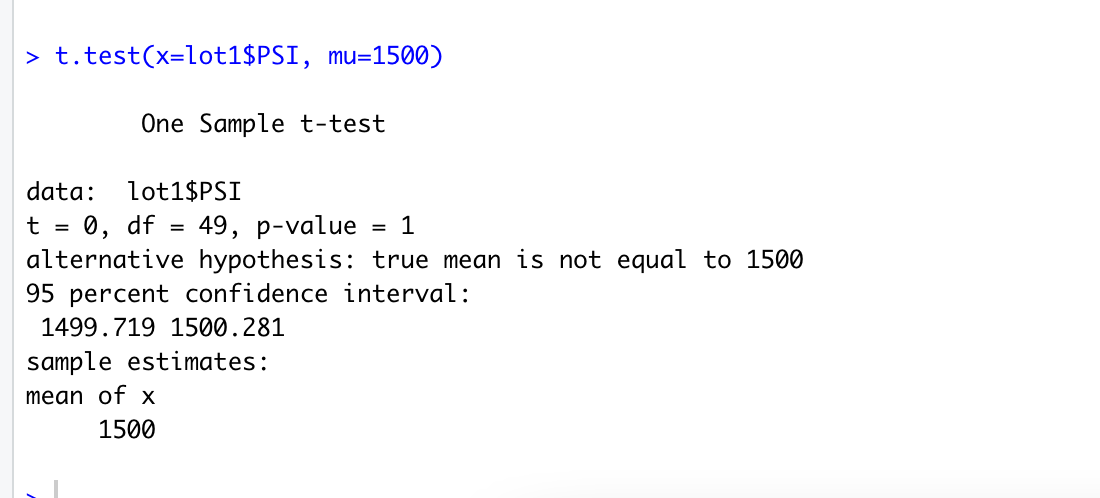 > t.test(x=lot1$PSI, mu=1500)
One Sample t-test
data:  lot1$PSI
t = 0, df = 49, p-value = 1
alternative hypothesis: true mean is not equal to 1500
95 percent confidence interval:
1499.719 1500.281
sample estimates:
mean of x
1500
>